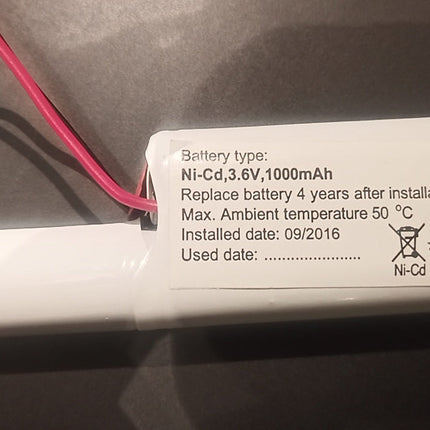 Battery type:
Ni-Cd,3.6V,1000mAh
Replace battery 4 years after
Max. Ambient temperature 50 °C
Installed date: 09/2016
Used date: ........................
Ni-Cd